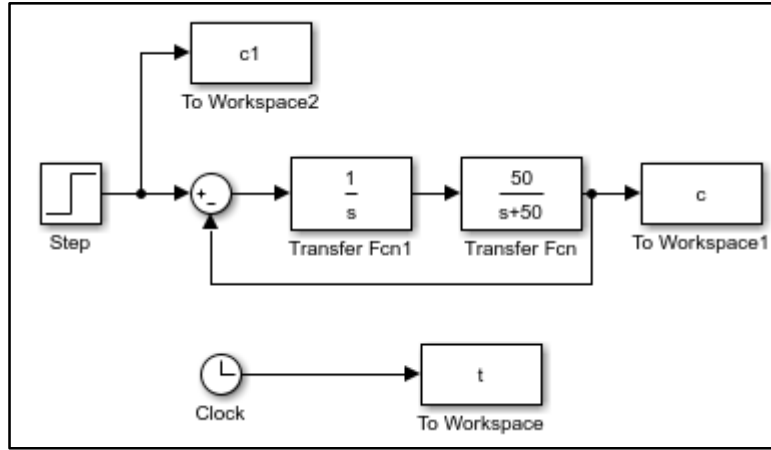 c1
To Workspace2
Step
+
−
1
s
Transfer Fcn1
50
s+50
Transfer Fcn
c
To Workspace1
Clock
t
To Workspace